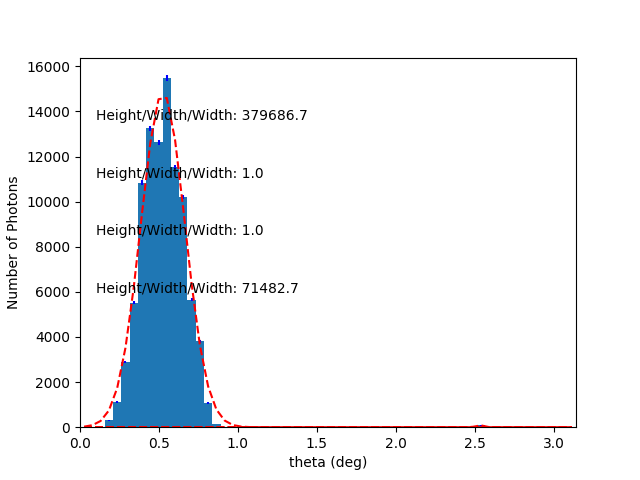 16000
14000
12000
10000
8000
6000
4000
2000
0
Number of Photons
Height/Width/Width: 379686.7
Height/Width/Width: 1.0
Height/Width/Width: 1.0
Height/Width/Width: 71482.7
0.0 0.5 1.0 1.5 2.0 2.5 3.0
theta (deg)